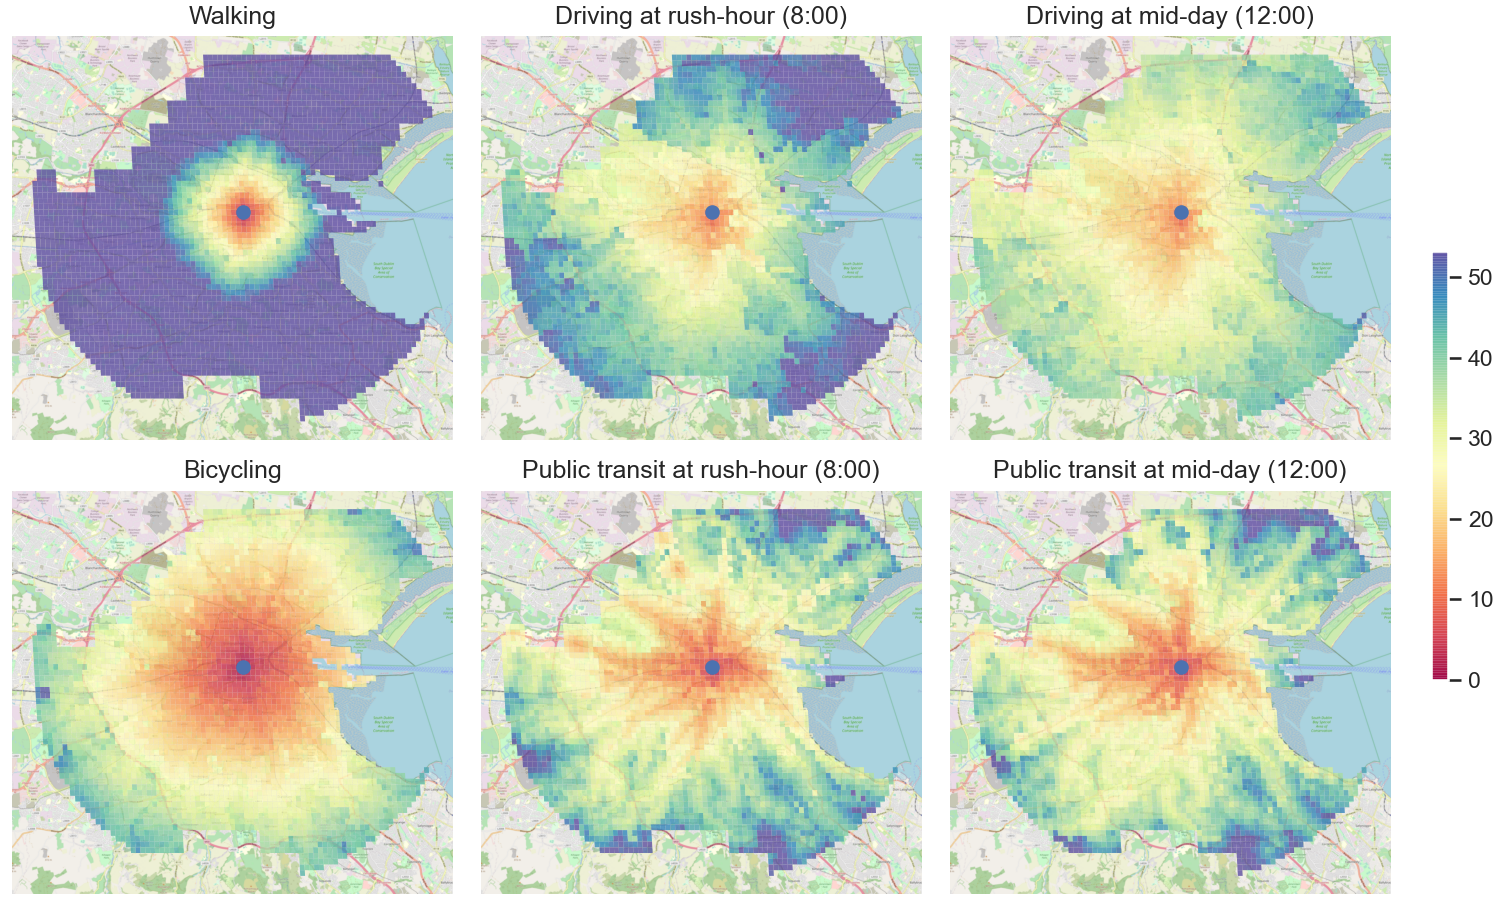 Walking
Driving at rush-hour (8:00)
Driving at mid-day (12:00)
50
40
30
20
10
0
Bicycling
Public transit at rush-hour (8:00)
Public transit at mid-day (12:00)